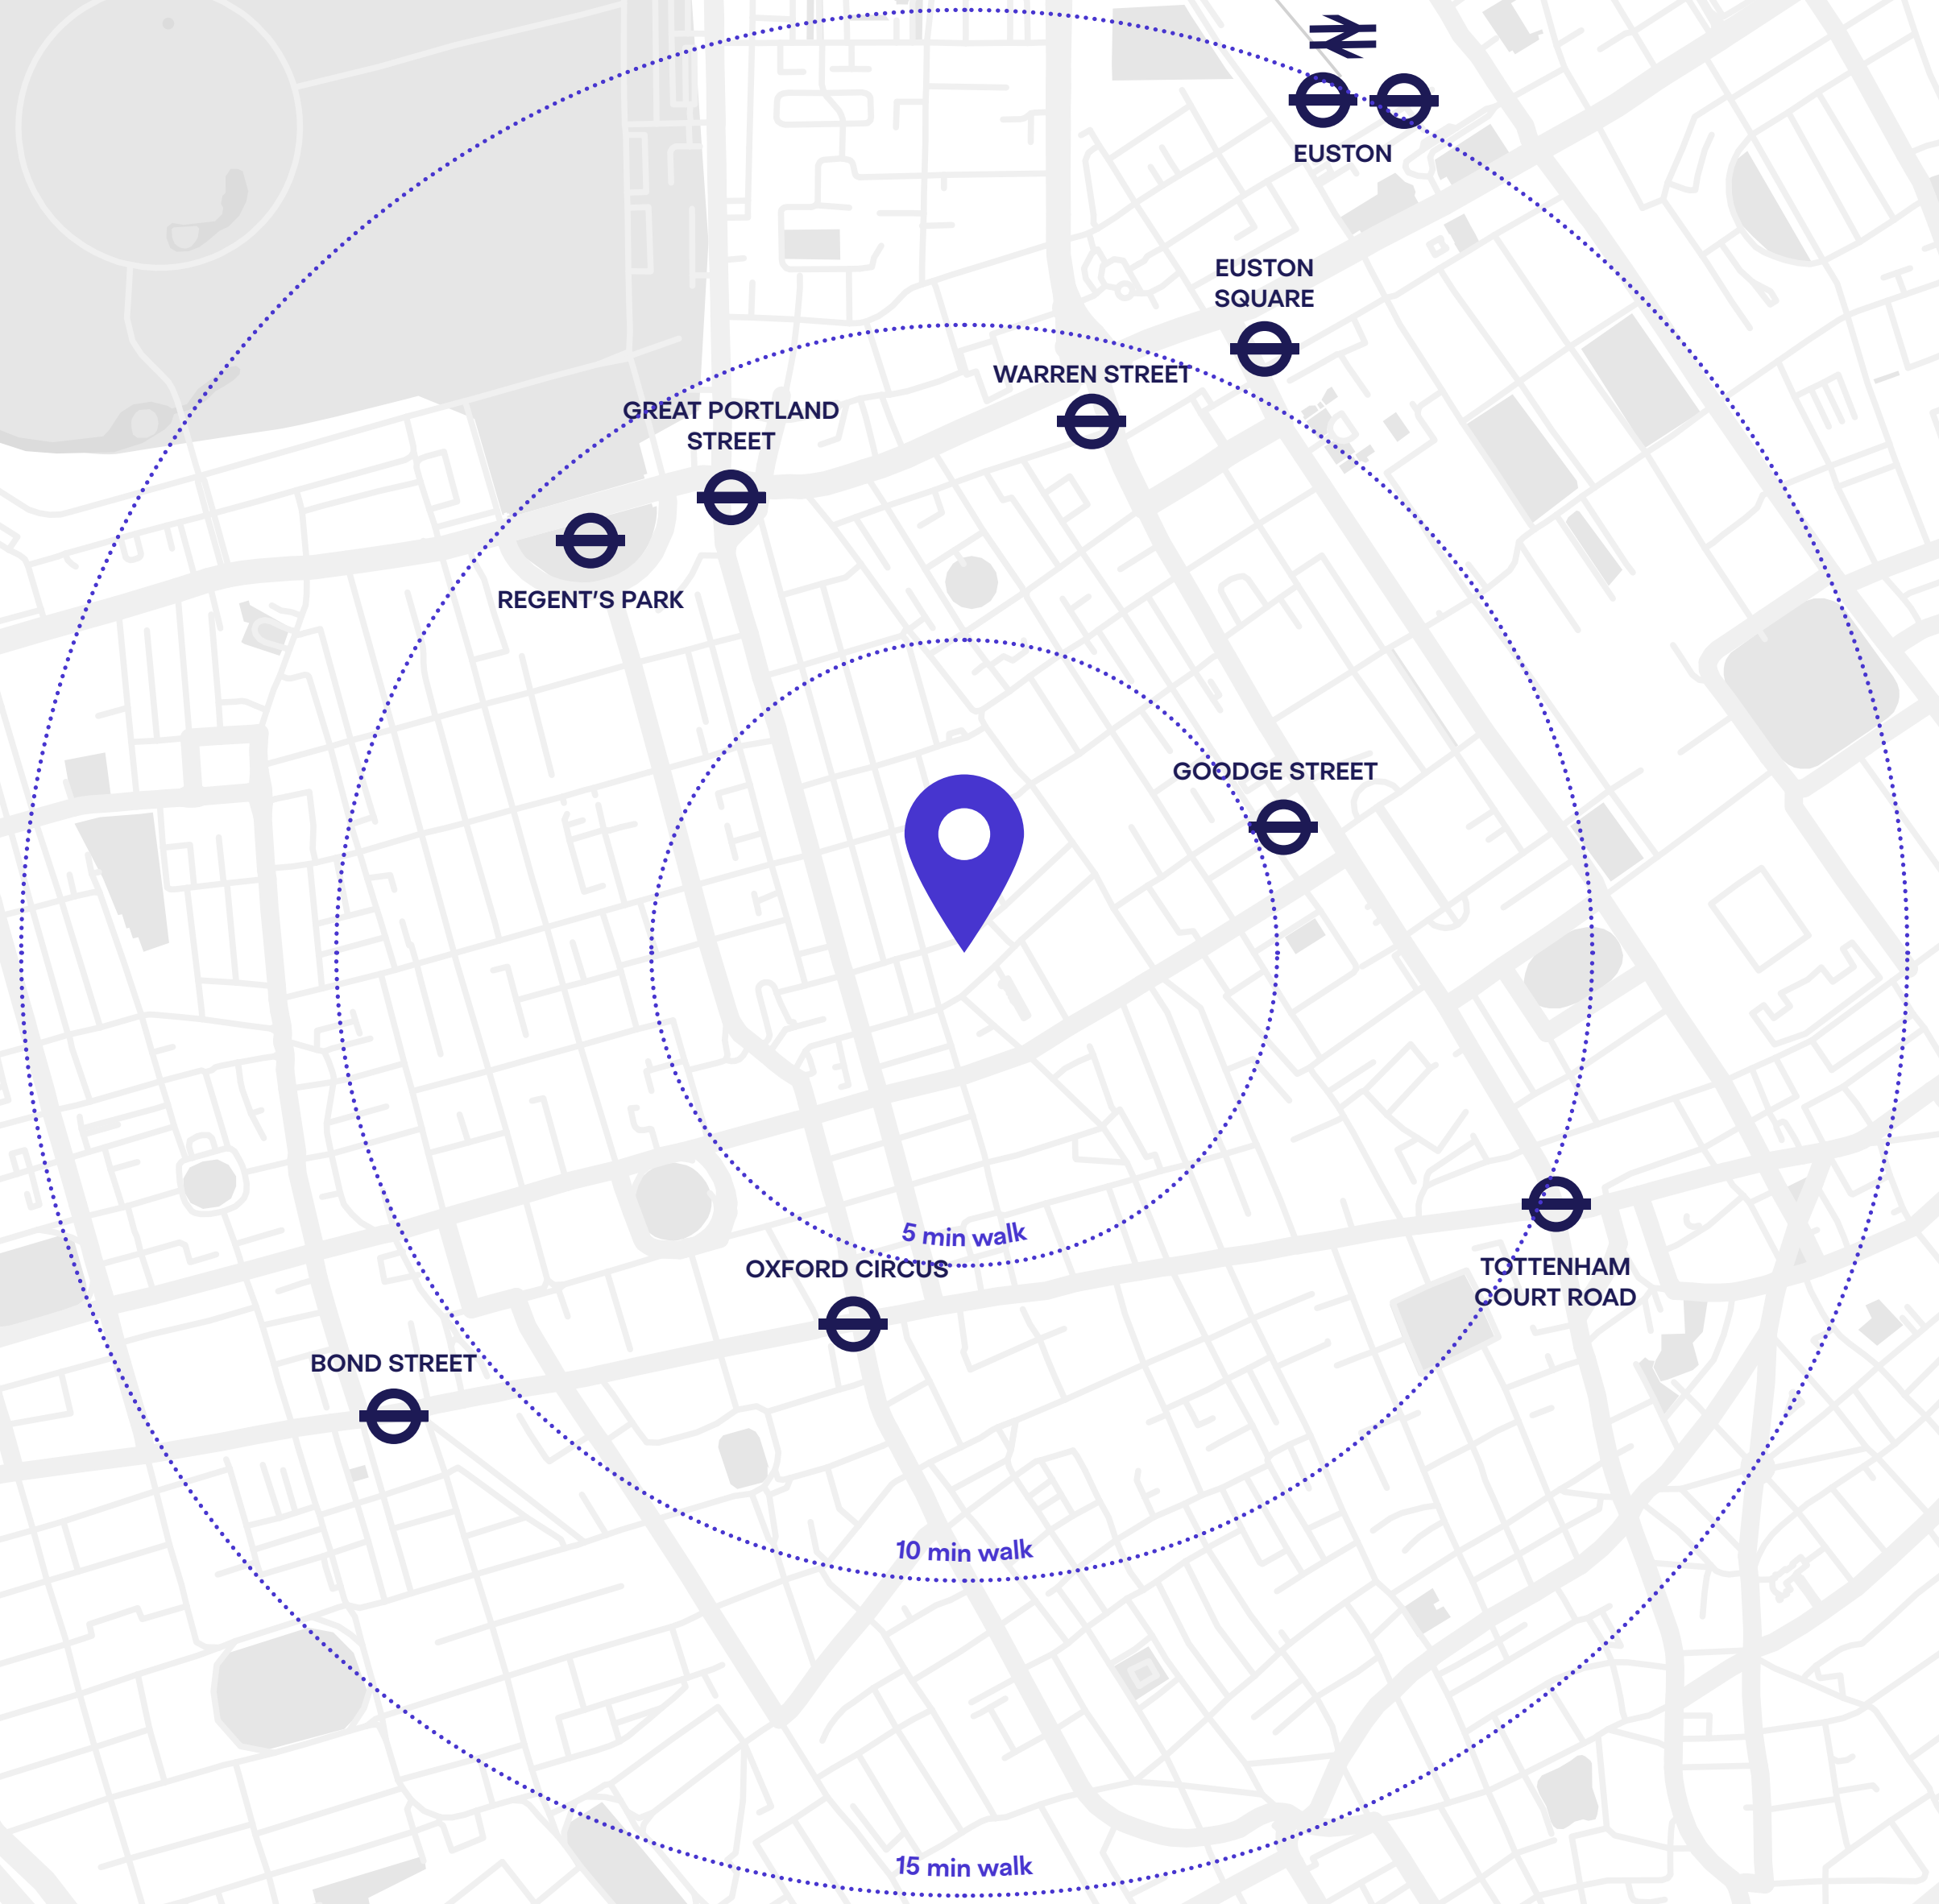 EUSTON
EUSTON
SQUARE
WARREN STREET
GREAT PORTLAND
STREET
REGENT’S PARK
GOODGE STREET
5 min walk
OXFORD CIRCUS
TOTTENHAM
COURT ROAD
BOND STREET
10 min walk
15 min walk